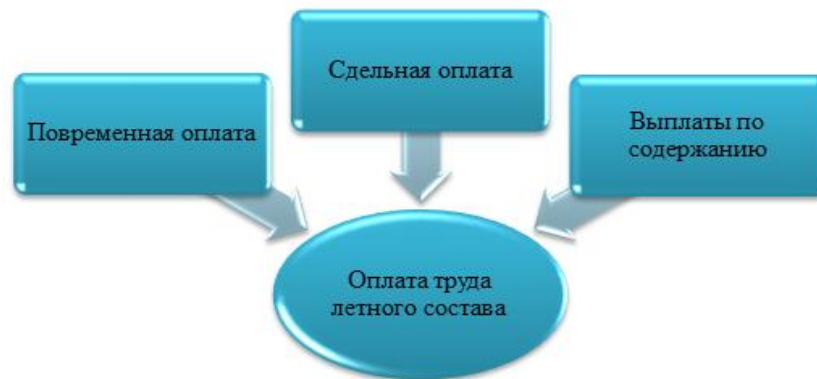 Повременная оплата
Сдельная оплата
Выплаты по
содержанию
Оплата труда
летного состава